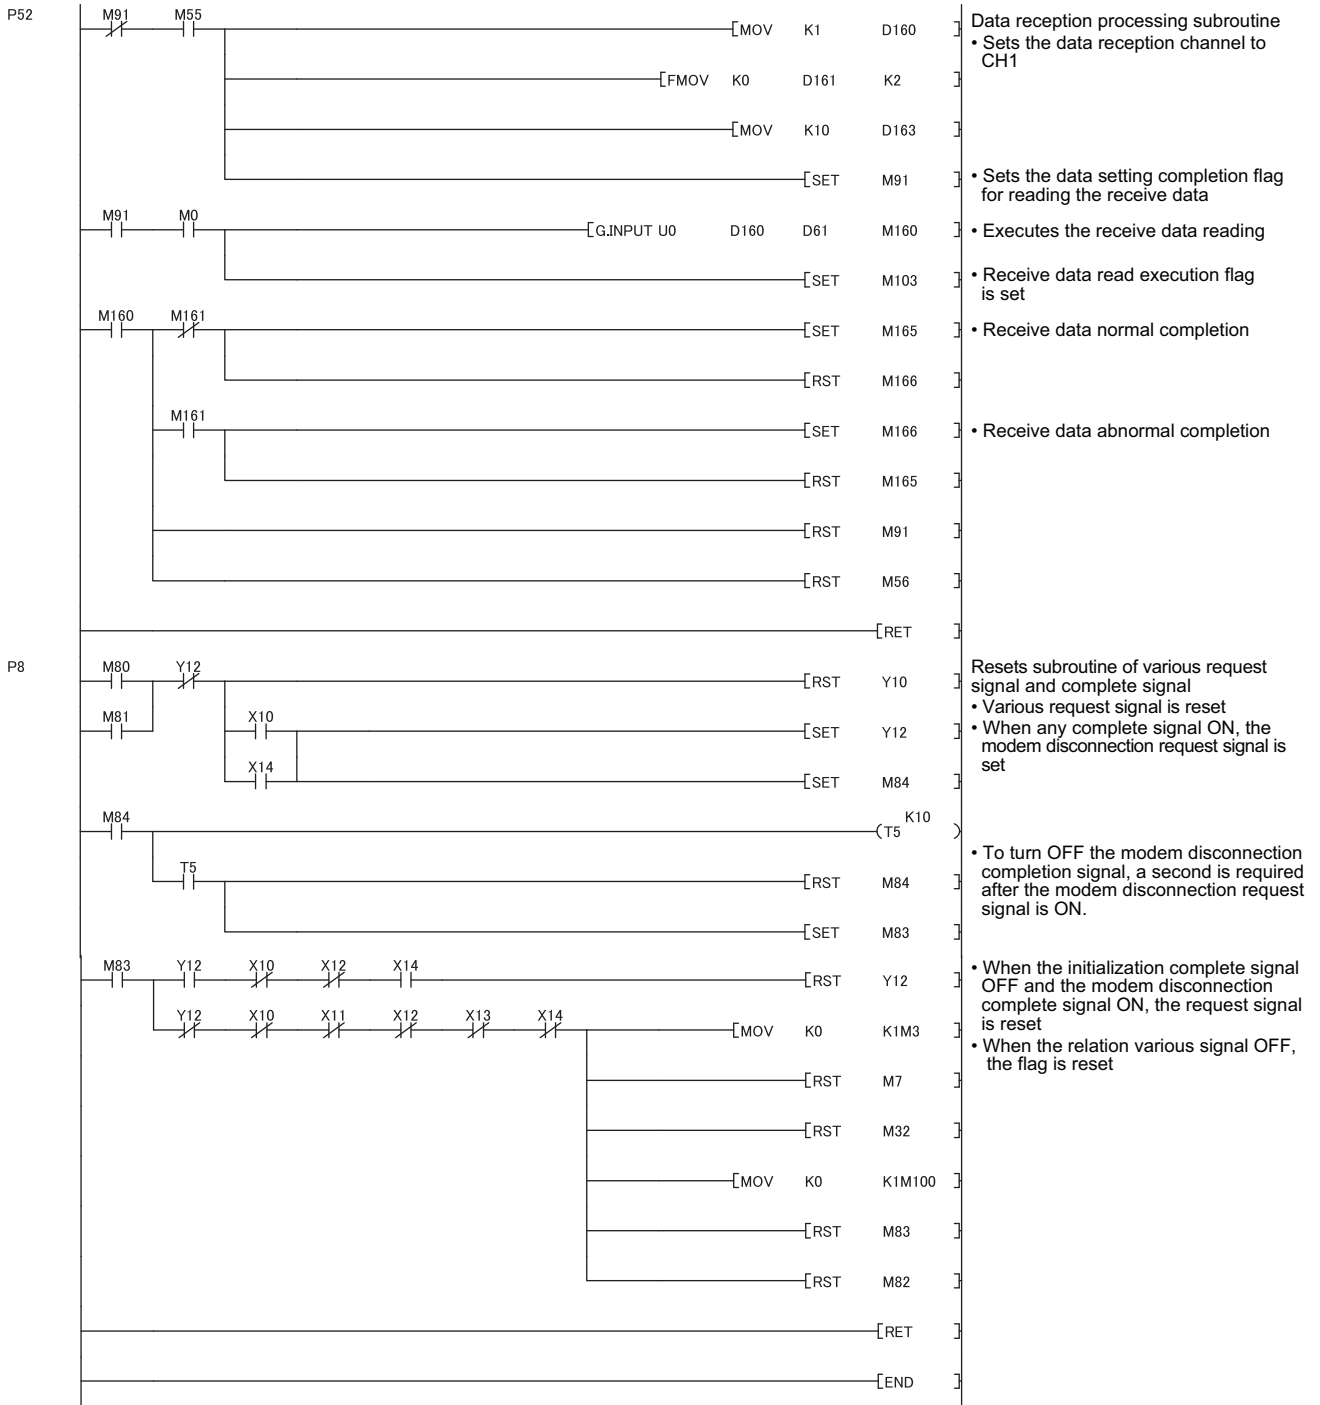 P52
M91 M55 [MOV K1 D160 ]
Data reception processing subroutine
• Sets the data reception channel to
CH1
[FMOV K0 D161 K2 ]
[MOV K10 D163 ]
[SET M91 ]
• Sets the data setting completion flag
for reading the receive data
M91 M0 [G.INPUT U0 D160 D61 M160 ]
• Executes the receive data reading
[SET M103 ]
• Receive data read execution flag
is set
M160 M161 [SET M165 ]
• Receive data normal completion
[RST M166 ]
M161 [SET M166 ]
• Receive data abnormal completion
[RST M165 ]
[RST M91 ]
[RST M56 ]
[RET ]
P8
M80 Y12 [RST Y10 ]
Resets subroutine of various request
signal and complete signal
• Various request signal is reset
M81 X10 [SET Y12 ]
• When any complete signal ON, the
modem disconnection request signal is
set
X14 [SET M84 ]
M84 K10
(T5 )
T5 [RST M84 ]
• To turn OFF the modem disconnection
completion signal, a second is required
after the modem disconnection request
signal is ON.
[SET M83 ]
M83 Y12 X10 X12 X14 [RST Y12 ]
• When the initialization complete signal
OFF and the modem disconnection
complete signal ON, the request signal
is reset
Y12 X10 X11 X12 X13 X14 [MOV K0 K1M3 ]
• When the relation various signal OFF,
the flag is reset
[RST M7 ]
[RST M32 ]
[MOV K0 K1M100 ]
[RST M83 ]
[RST M82 ]
[RET ]
[END ]